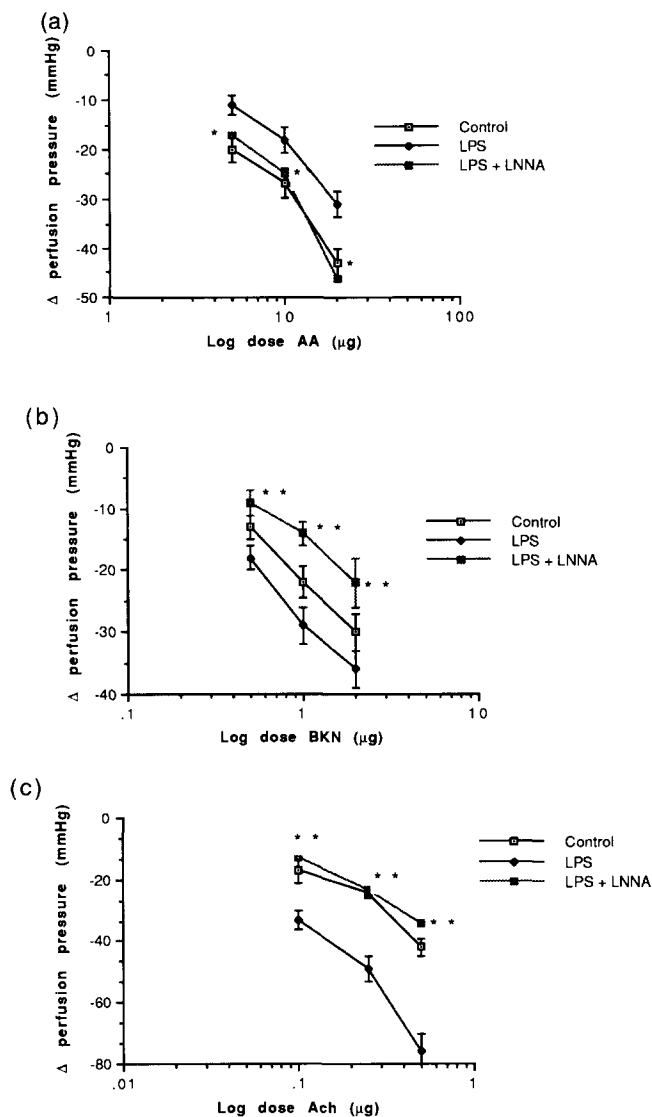 (a)
Δ perfusion pressure (mmHg)
0
-10
-20
-30
-40
-50
1
10
100
Log dose AA (μg)
*
*
*
Control
LPS
LPS + LNNA
(b)
Δ perfusion pressure (mmHg)
0
-10
-20
-30
-40
.1
1
10
Log dose BKN (μg)
* *
* *
* *
Control
LPS
LPS + LNNA
(c)
Δ perfusion pressure (mmHg)
0
-20
-40
-60
-80
.01
.1
1
Log dose Ach (μg)
* *
* *
* *
Control
LPS
LPS + LNNA